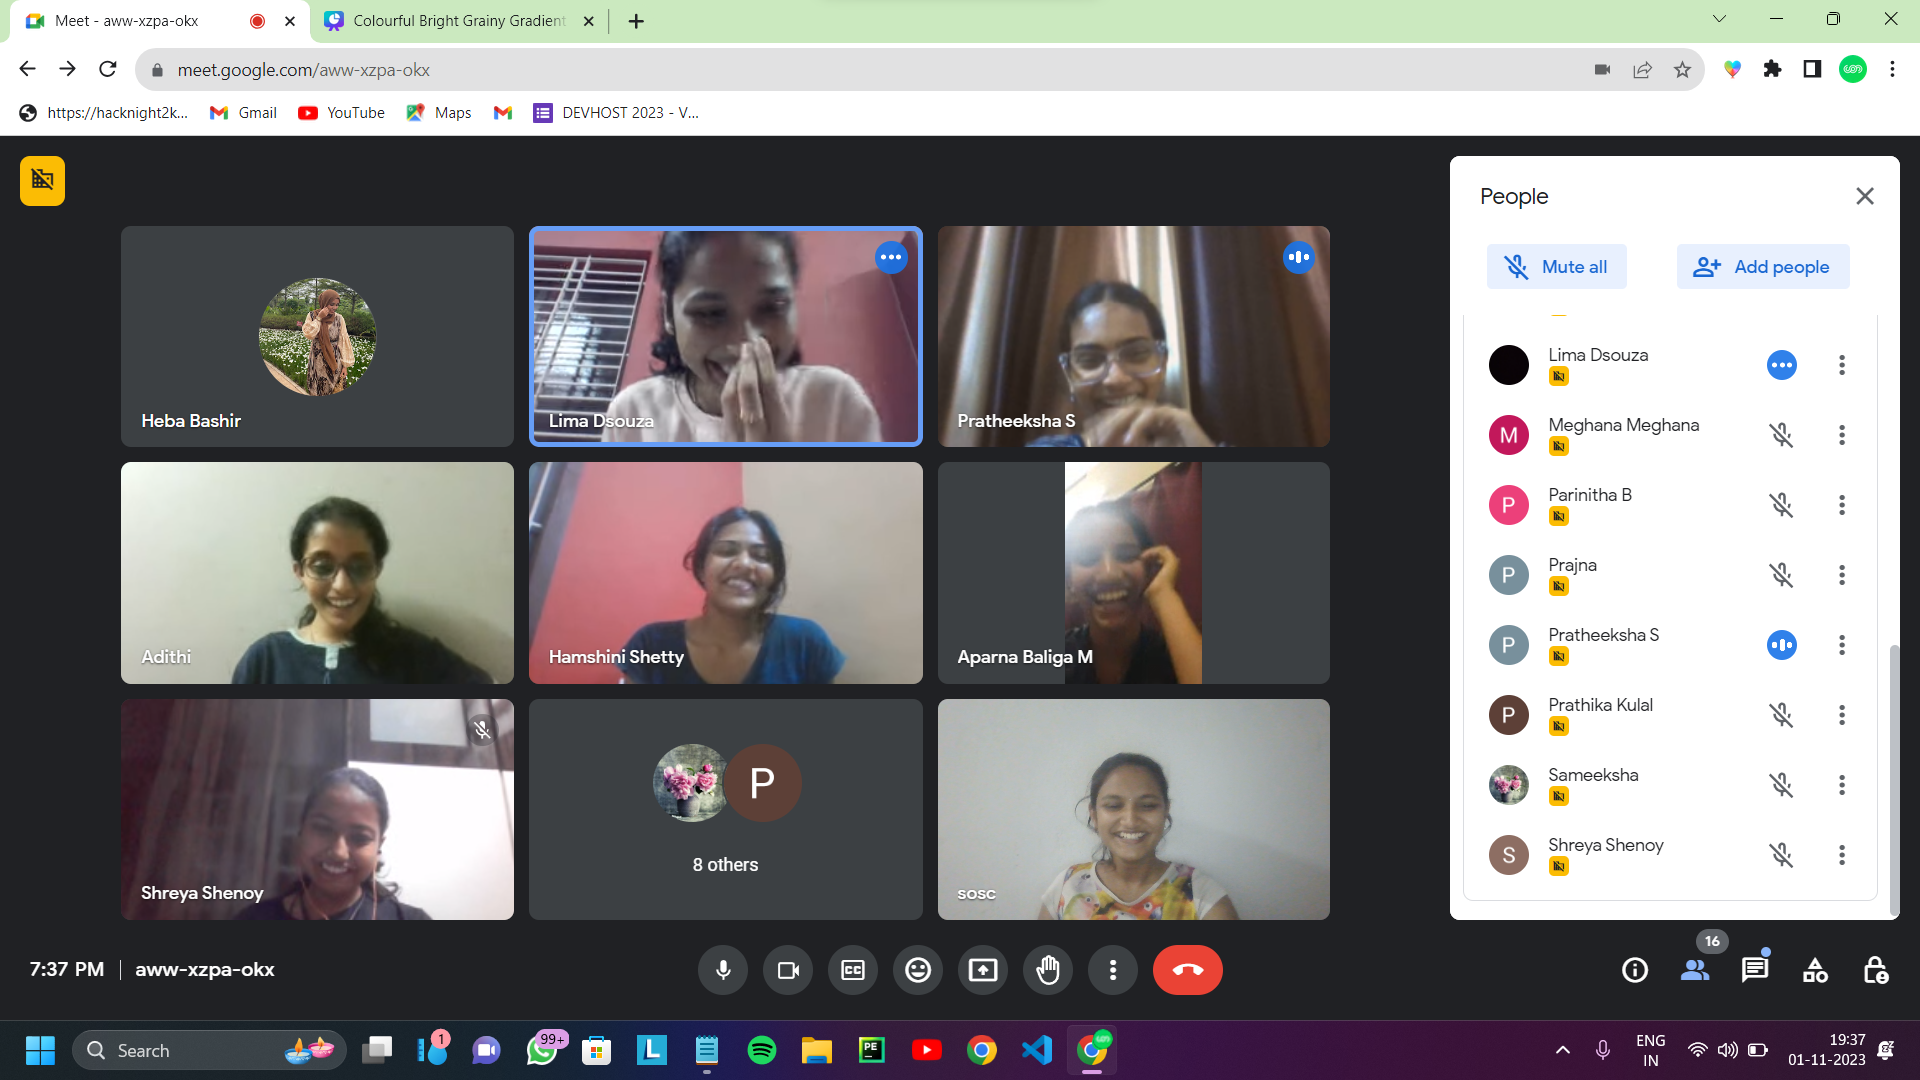 Meet - aww-xzpa-okx
Colourful Bright Grainy Gradient
meet.google.com/aww-xzpa-okx
https://hacknight2k...
Gmail
YouTube
Maps
DEVHOST 2023 - V...
Heba Bashir
Lima Dsouza
Pratheeksha S
Adithi
Hamshini Shetty
Aparna Baliga M
Shreya Shenoy
P
8 others
sosc
People
Mute all
Add people
Lima Dsouza
M
Meghana Meghana
P
Parinitha B
P
Prajna
P
Pratheeksha S
P
Prathika Kulal
Sameeksha
S
Shreya Shenoy
7:37 PM
aww-xzpa-okx
CC
16
Search
1
99+
L
PE
ENG
IN
19:37
01-11-2023